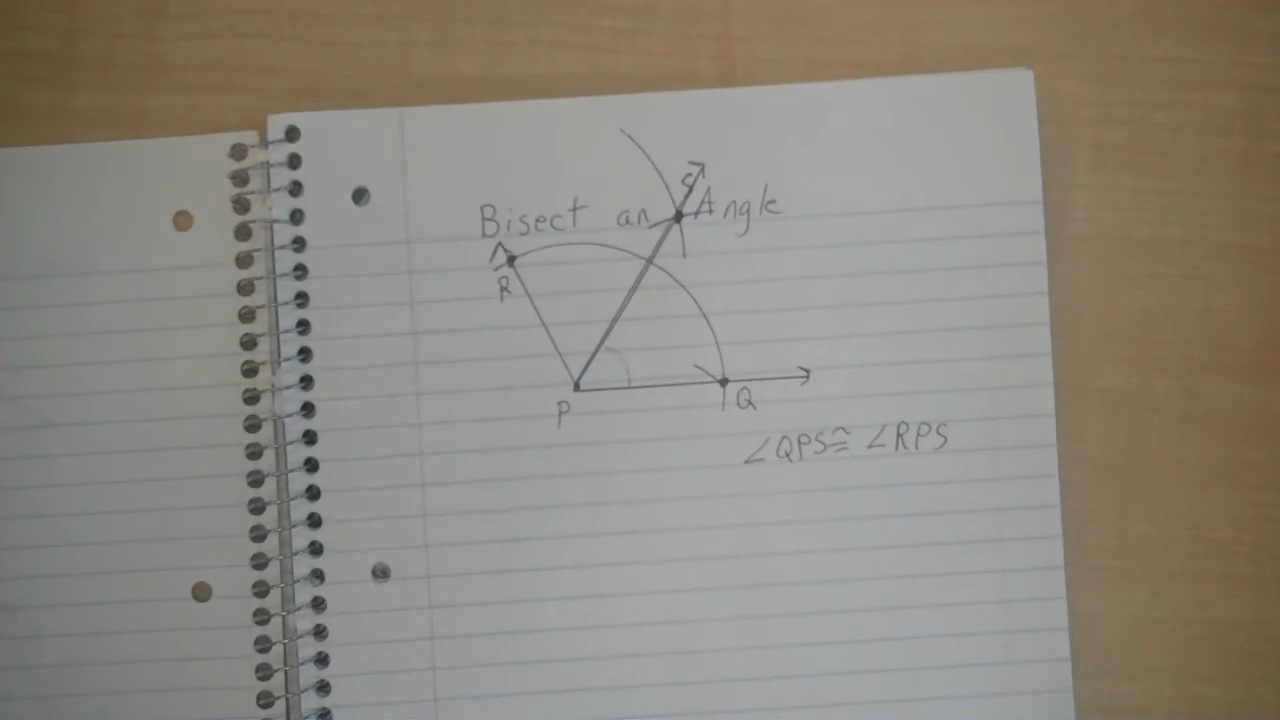 S
Bisect an Angle
R
P
Q
∠QPS ≅ ∠RPS